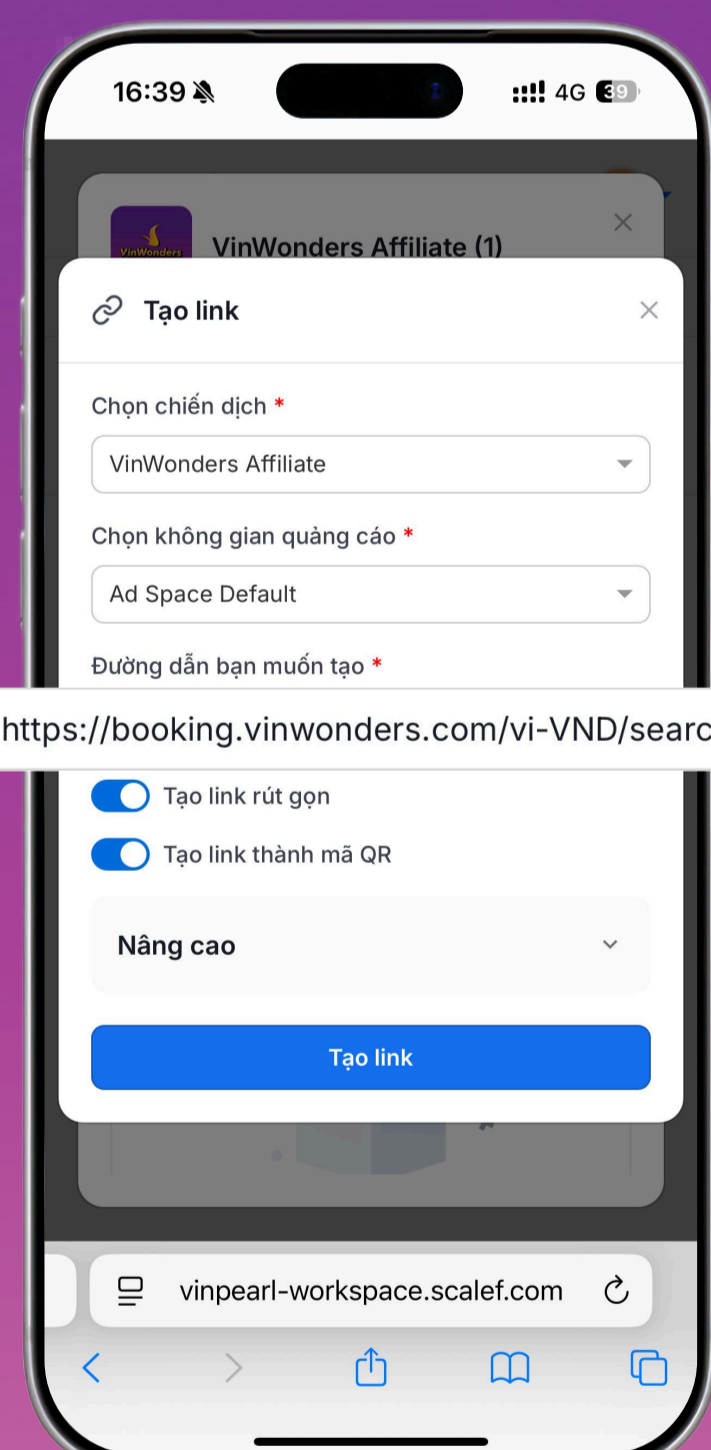 16:39
4G 39
VinWonders
VinWonders Affiliate (1)
Tạo link
Chọn chiến dịch *
VinWonders Affiliate
Chọn không gian quảng cáo *
Ad Space Default
Đường dẫn bạn muốn tạo *
https://booking.vinwonders.com/vi-VND/searc
Tạo link rút gọn
Tạo link thành mã QR
Nâng cao
Tạo link
vinpearl-workspace.scalef.com